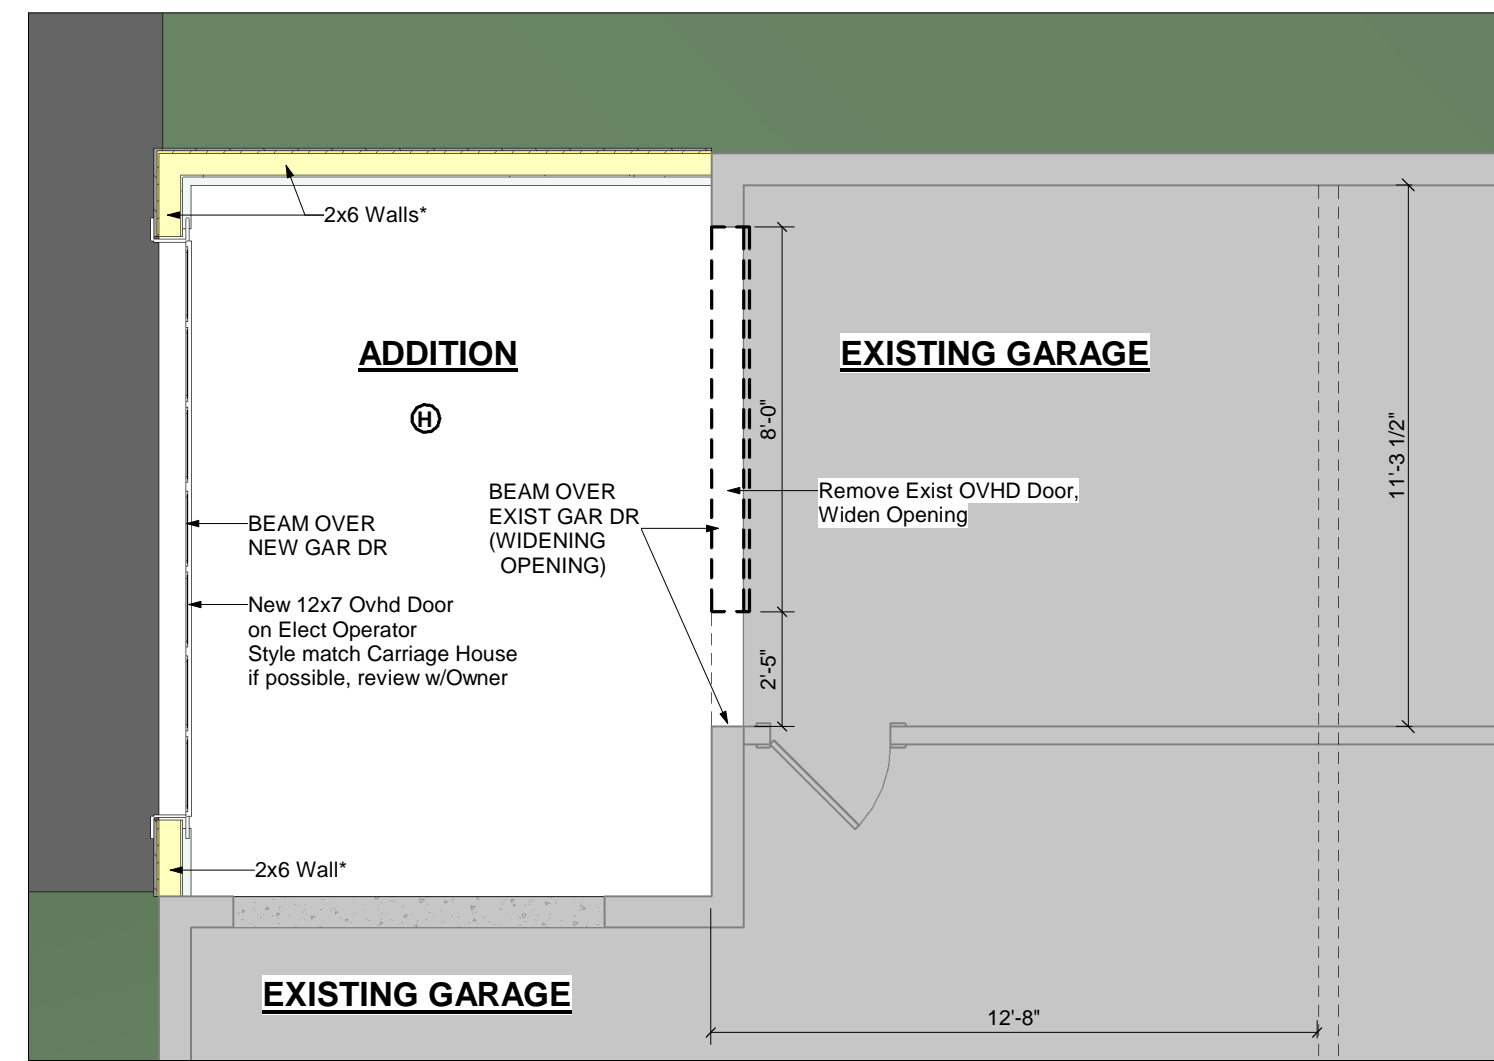 2x6 Walls*
ADDITION
EXISTING GARAGE
H
8'-0"
11'-3 1/2"
BEAM OVER
EXIST GAR DR
(WIDENING
OPENING)
Remove Exist OVHD Door,
Widen Opening
BEAM OVER
NEW GAR DR
New 12x7 Ovhd Door
on Elect Operator
Style match Carriage House
if possible, review w/Owner
2'-5"
2x6 Wall*
EXISTING GARAGE
12'-8"